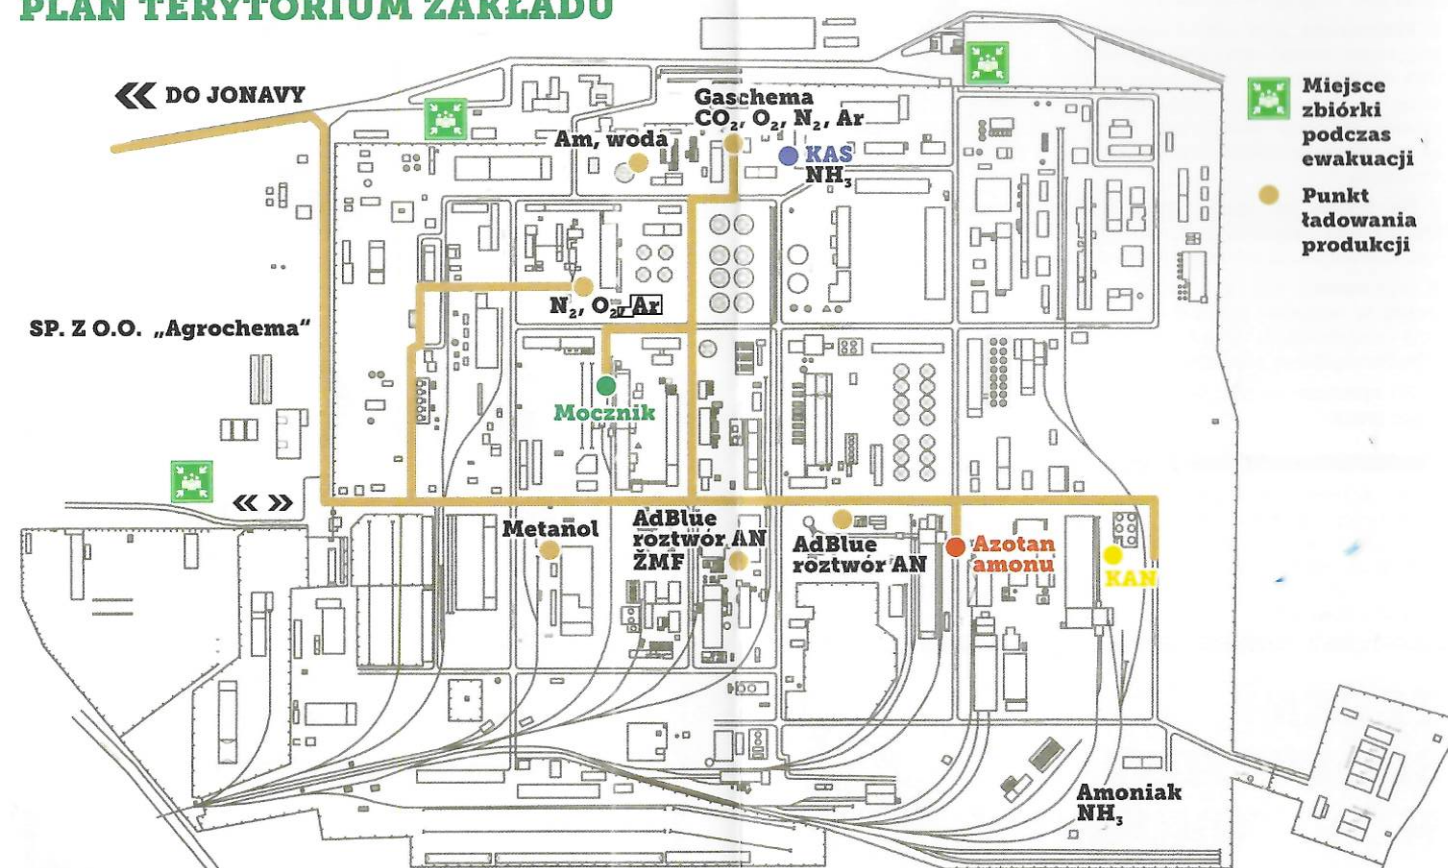 PLAN TERYTORIUM ZAKŁADU
DO JONAVY
Gaschema
CO₂, O₂, N₂, Ar
Am, woda
KAS
NH₃
Miejsce
zbiórki
podczas
ewakuacji
Punkt
ładowania
produkcji
N₂, O₂, Ar
SP. Z O.O. „Agrochema“
Mocznik
Metanol
AdBlue
roztwór AN
ŻMF
AdBlue
roztwór AN
Azotan
amonu
KAN
Amoniak
NH₃